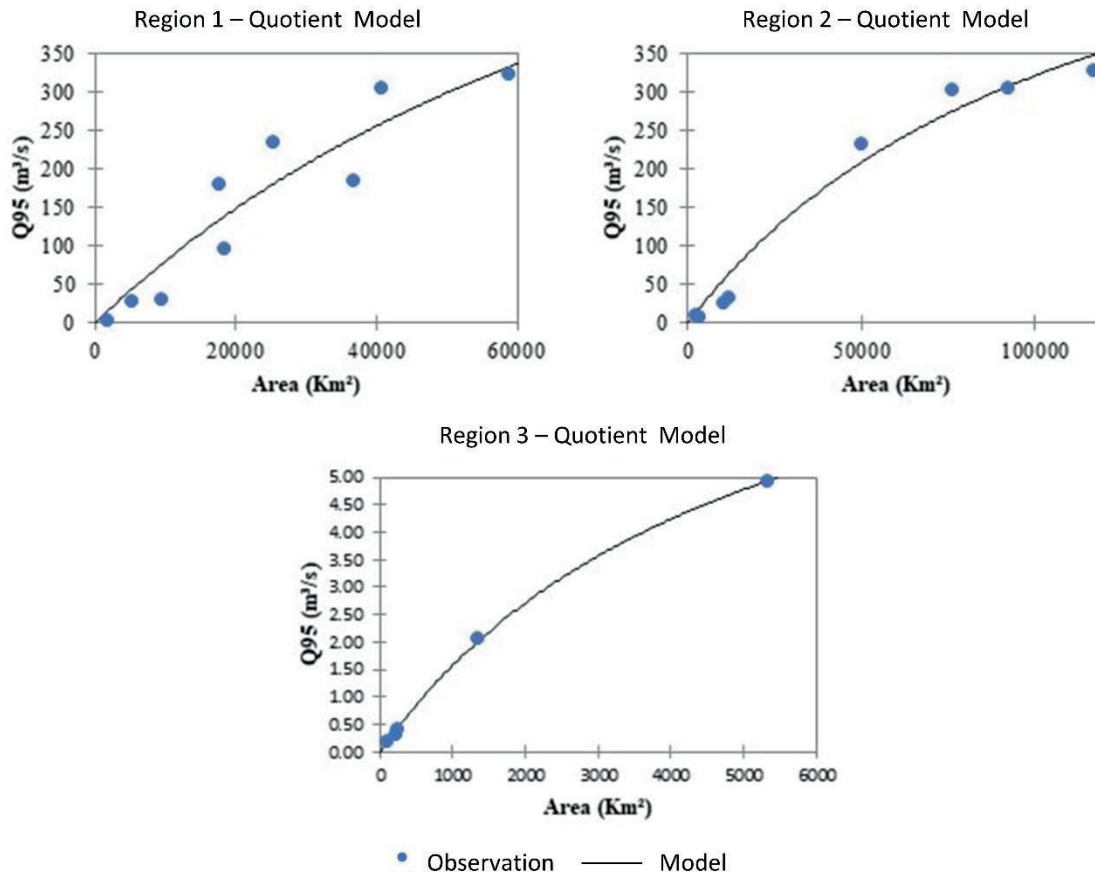 Region 1 – Quotient Model
350
300
250
200
150
100
50
0
Q95 (m³/s)
0 20000 40000 60000
Area (Km²)
Region 2 – Quotient Model
350
300
250
200
150
100
50
0
Q95 (m³/s)
0 50000 100000
Area (Km²)
Region 3 – Quotient Model
5.00
4.50
4.00
3.50
3.00
2.50
2.00
1.50
1.00
0.50
0.00
Q95 (m³/s)
0 1000 2000 3000 4000 5000 6000
Area (Km²)
Observation Model